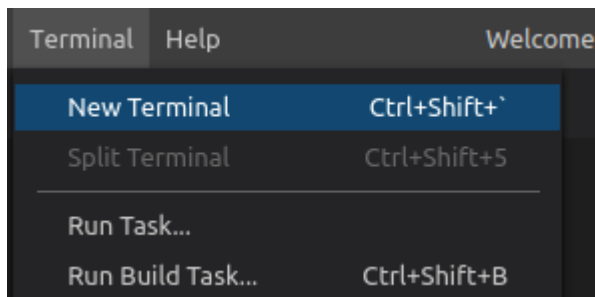 Terminal Help Welcome
New Terminal Ctrl+Shift+`
Split Terminal Ctrl+Shift+5
Run Task...
Run Build Task... Ctrl+Shift+B